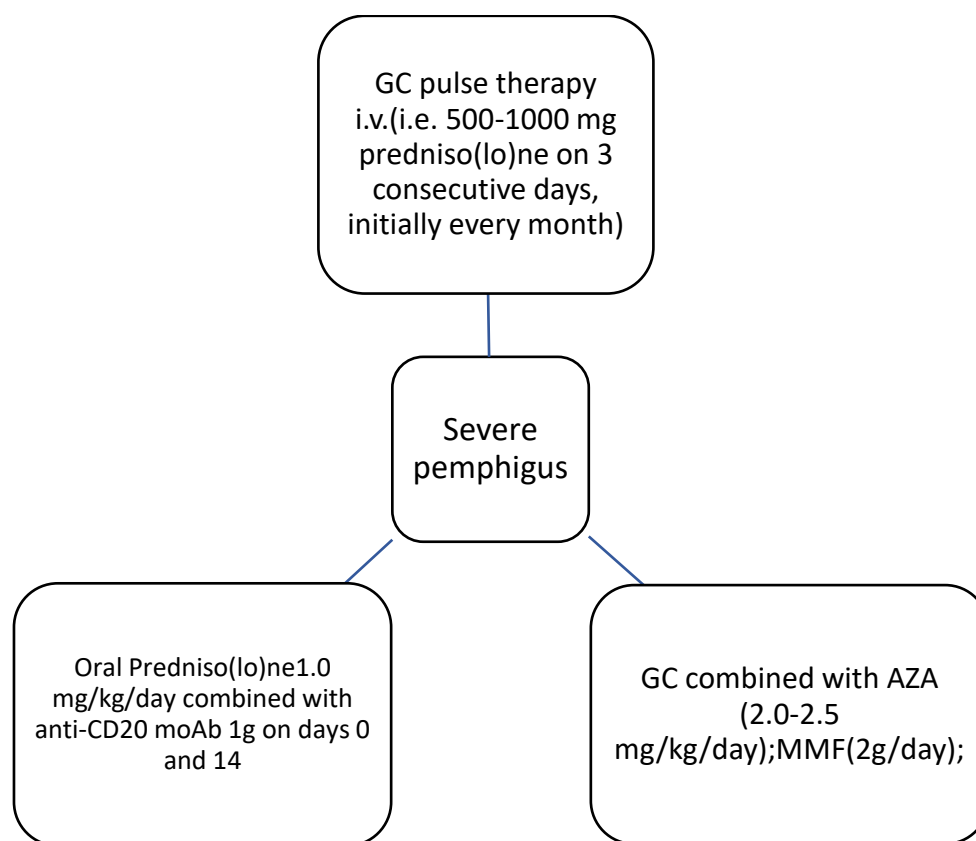 GC pulse therapy
i.v.(i.e. 500-1000 mg
predniso(lo)ne on 3
consecutive days,
initially every month)
Severe
pemphigus
Oral Predniso(lo)ne1.0
mg/kg/day combined with
anti-CD20 moAb 1g on days 0
and 14
GC combined with AZA
(2.0-2.5
mg/kg/day);MMF(2g/day);